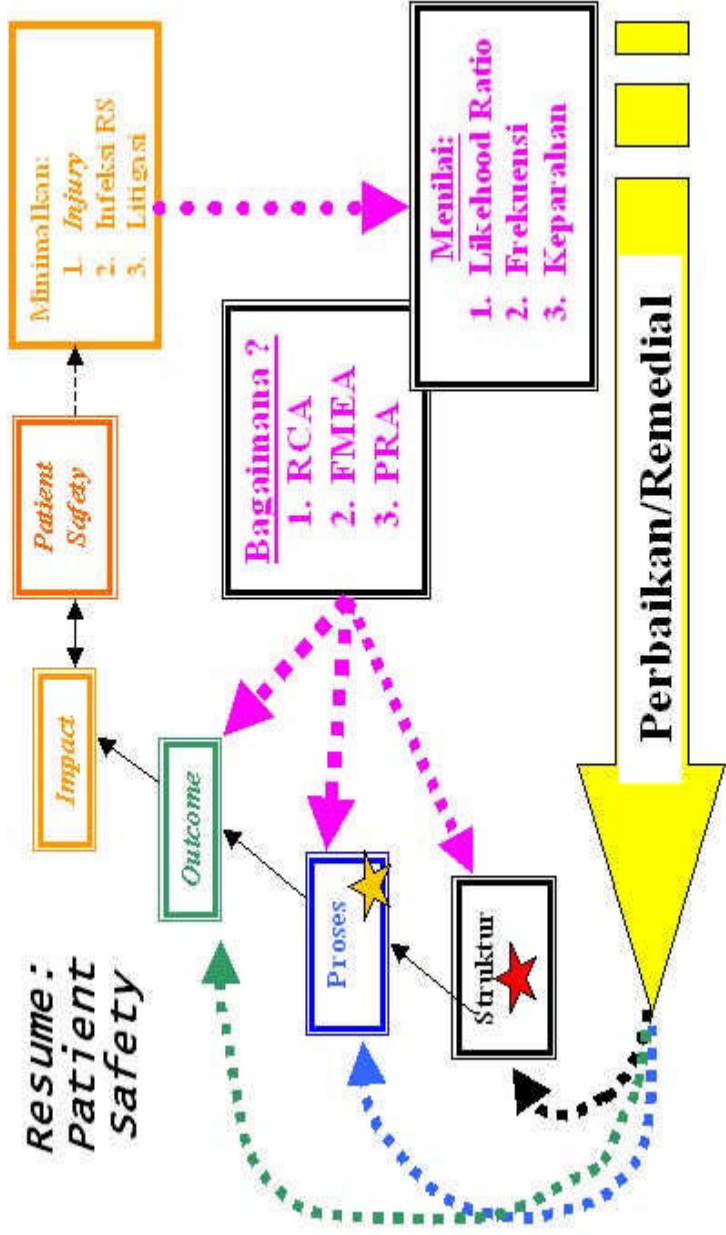 Resume:
Patient
Safety
Impact
Patient
Safety
Minimalkan:
1. Injury
2. Infeksi RS
3. Litigasi
Outcome
Proses
Struktur
Bagaimana ?
1. RCA
2. FMEA
3. PRA
Menilai:
1. Likehood Ratio
2. Frekuensi
3. Keparahan
Perbaikan/Remedial